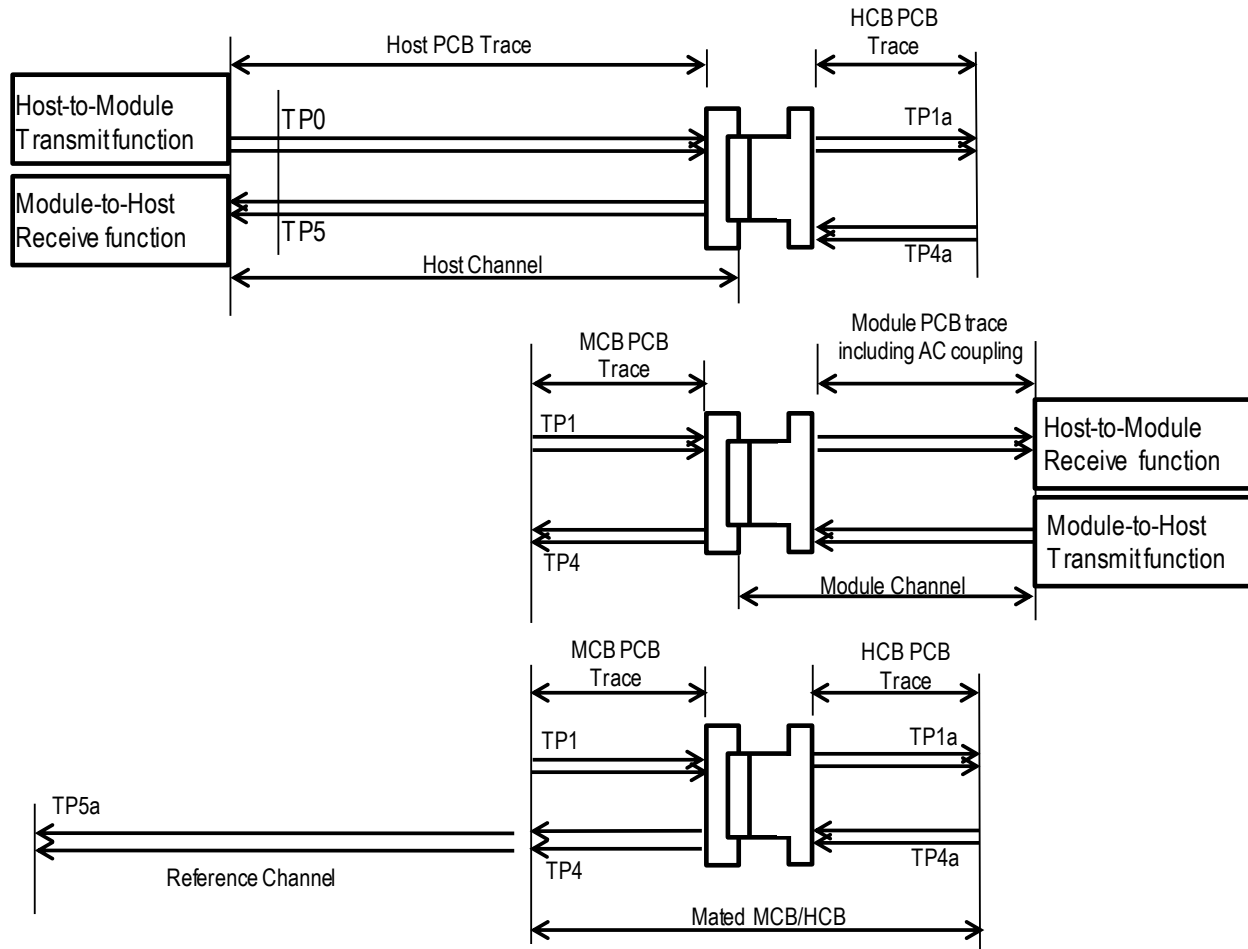 Host PCB Trace
HCB PCB
Trace
Host-to-Module
Transmit function
TP0
TP1a
Module-to-Host
Receive function
TP5
TP4a
Host Channel
MCB PCB
Trace
Module PCB trace
including AC coupling
TP1
Host-to-Module
Receive function
TP4
Module-to-Host
Transmit function
Module Channel
MCB PCB
Trace
HCB PCB
Trace
TP1
TP1a
TP5a
TP4
TP4a
Reference Channel
Mated MCB/HCB